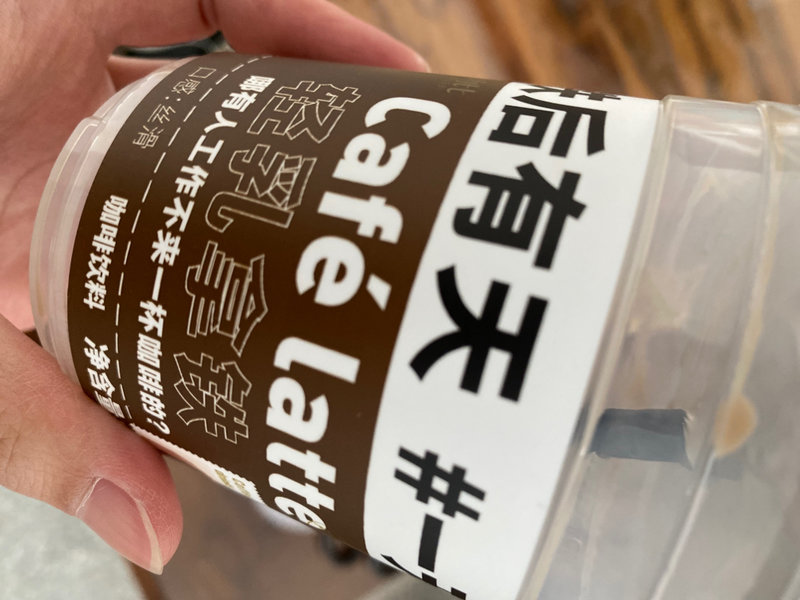 后有天 #一
Café latte
轻乳拿铁
哪有人工作不来一杯咖啡的?
口感:丝滑
咖啡饮料 净含量